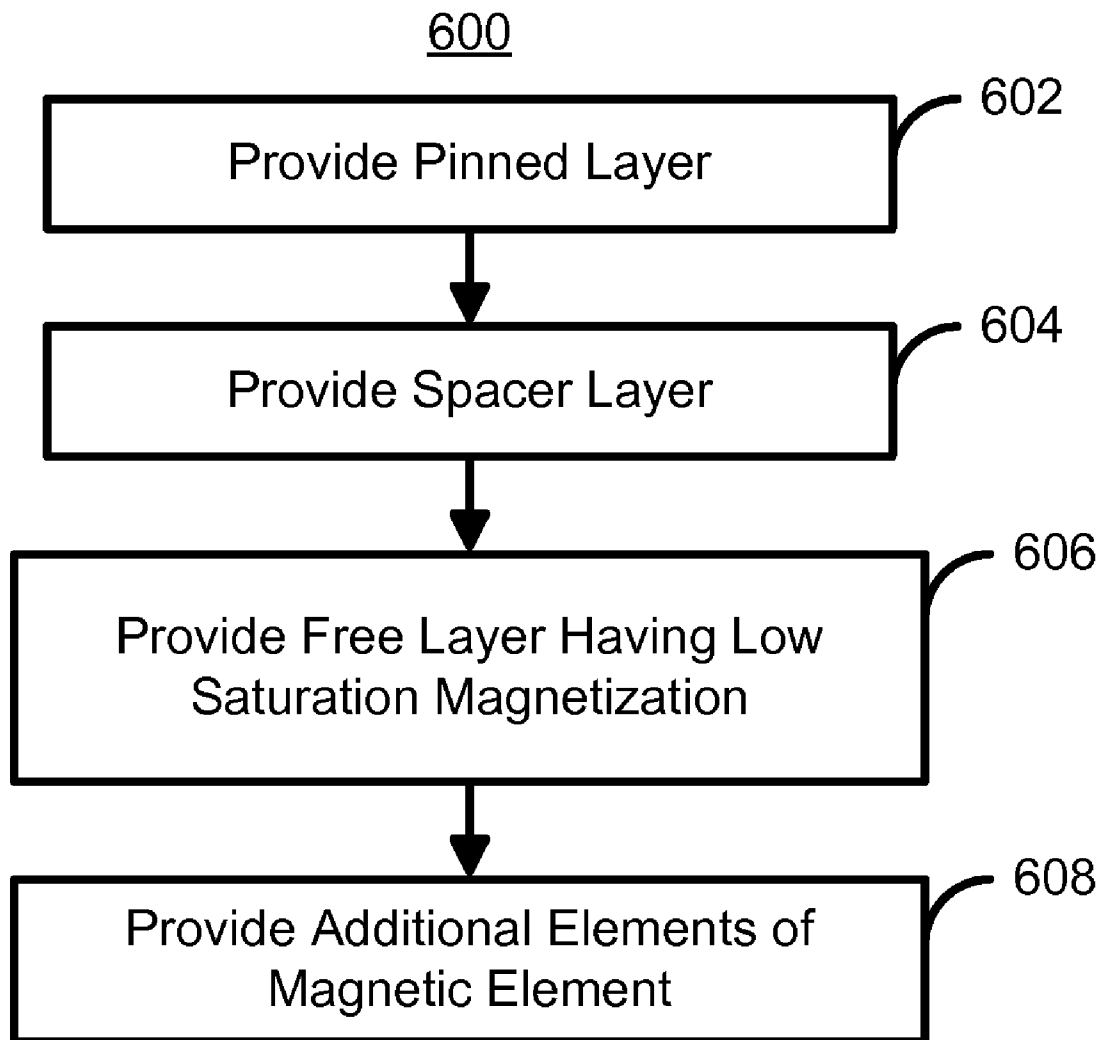 600
602
Provide Pinned Layer
604
Provide Spacer Layer
606
Provide Free Layer Having Low
Saturation Magnetization
608
Provide Additional Elements of
Magnetic Element